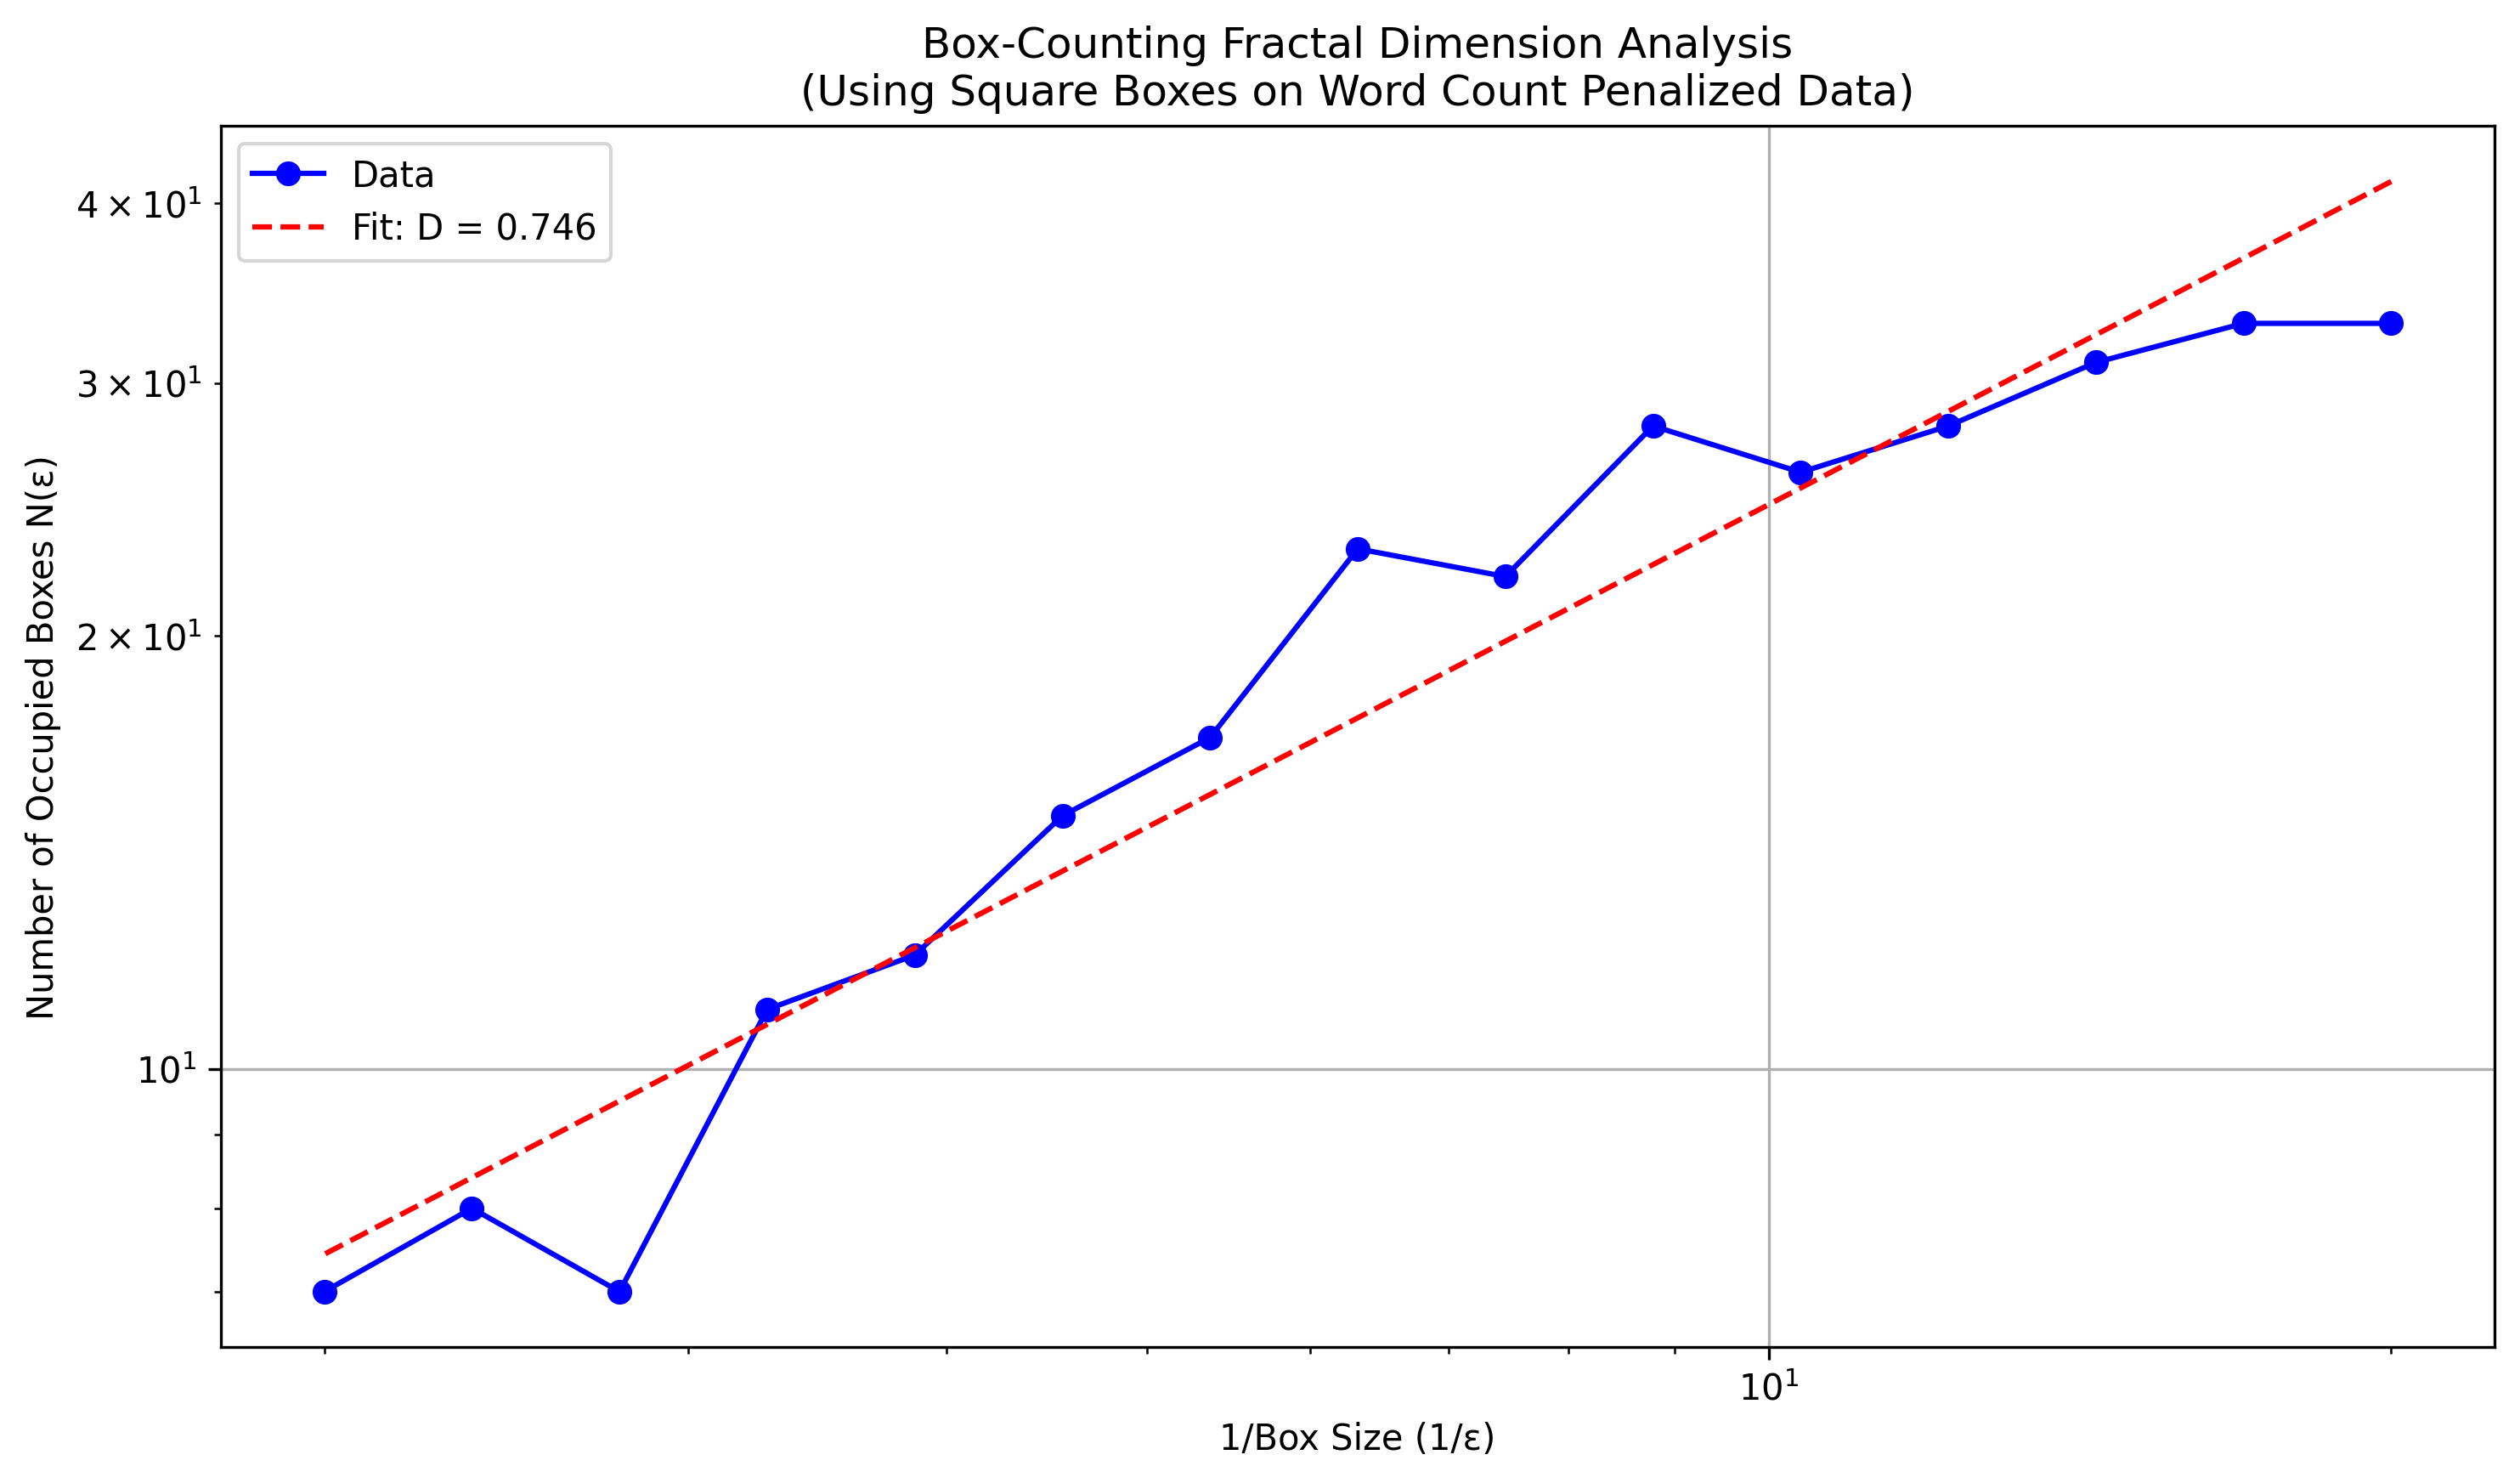 Box-Counting Fractal Dimension Analysis
(Using Square Boxes on Word Count Penalized Data)
Data
Fit: D = 0.746
4 × 10¹
3 × 10¹
2 × 10¹
10¹
Number of Occupied Boxes N(ε)
10¹
1/Box Size (1/ε)